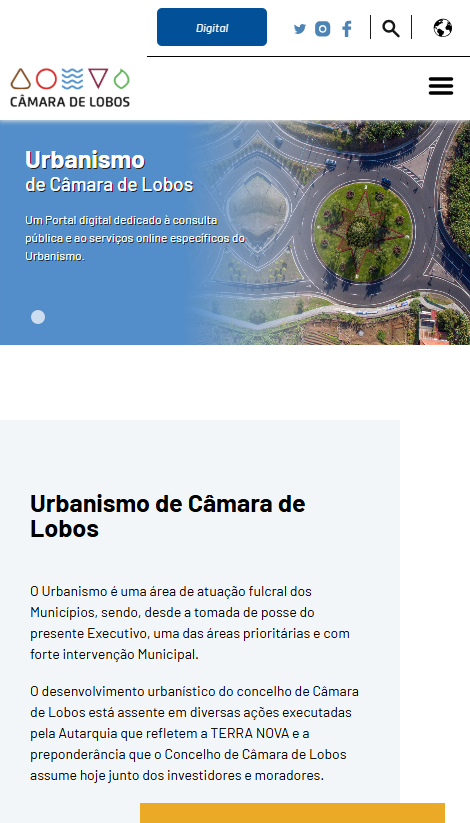 Digital
CÂMARA DE LOBOS
Urbanismo
de Câmara de Lobos
Um Portal digital dedicado à consulta
pública e ao serviços online específicos do
Urbanismo.
Urbanismo de Câmara de
Lobos
O Urbanismo é uma área de atuação fulcral dos
Municípios, sendo, desde a tomada de posse do
presente Executivo, uma das áreas prioritárias e com
forte intervenção Municipal.
O desenvolvimento urbanístico do concelho de Câmara
de Lobos está assente em diversas ações executadas
pela Autarquia que refletem a TERRA NOVA e a
preponderância que o Concelho de Câmara de Lobos
assume hoje junto dos investidores e moradores.